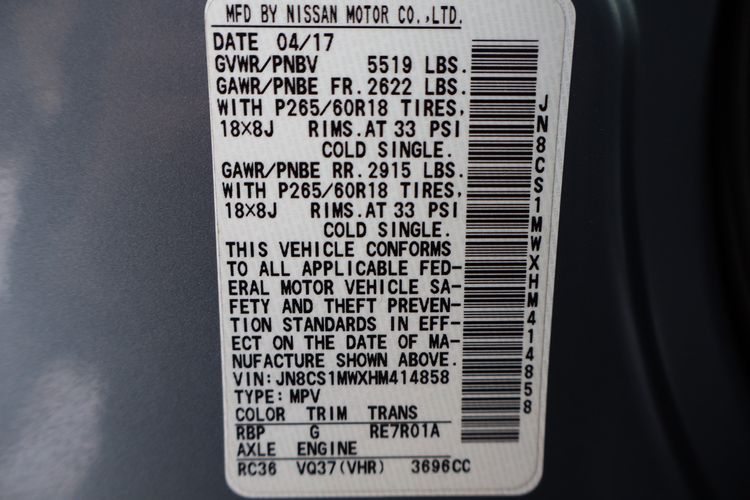 MFD BY NISSAN MOTOR CO.,LTD.
DATE 04/17
GVWR/PNBV 5519 LBS.
GAWR/PNBE FR.2622 LBS.
WITH P265/60R18 TIRES,
18×8J RIMS.AT 33 PSI
COLD SINGLE.
GAWR/PNBE RR.2915 LBS.
WITH P265/60R18 TIRES,
18×8J RIMS.AT 33 PSI
COLD SINGLE.
THIS VEHICLE CONFORMS
TO ALL APPLICABLE FED-
ERAL MOTOR VEHICLE SA-
FETY AND THEFT PREVEN-
TION STANDARDS IN EFF-
ECT ON THE DATE OF MA-
NUFACTURE SHOWN ABOVE.
VIN:JN8CS1MWXHM414858
TYPE:MPV
COLOR TRIM TRANS
RBP G RE7R01A
AXLE ENGINE
RC36 VQ37(VHR) 3696CC
JN8CS1MWXHM414858